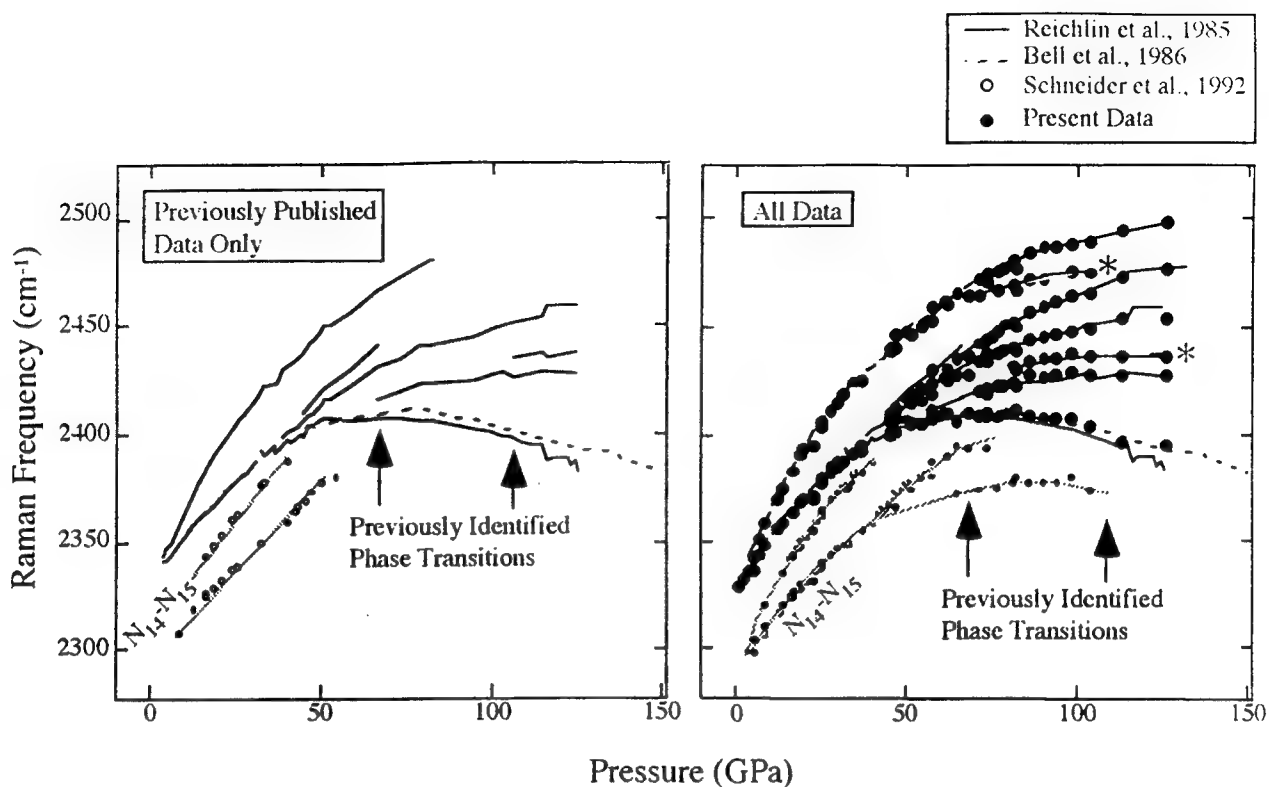 Reichlin et al., 1985
Bell et al., 1986
Schneider et al., 1992
Present Data
Previously Published
Data Only
All Data
2500
2450
2400
2350
2300
Raman Frequency (cm-1)
*
*
N14-N15
N14-N15
Previously Identified
Phase Transitions
Previously Identified
Phase Transitions
0
50
100
150
0
50
100
150
Pressure (GPa)